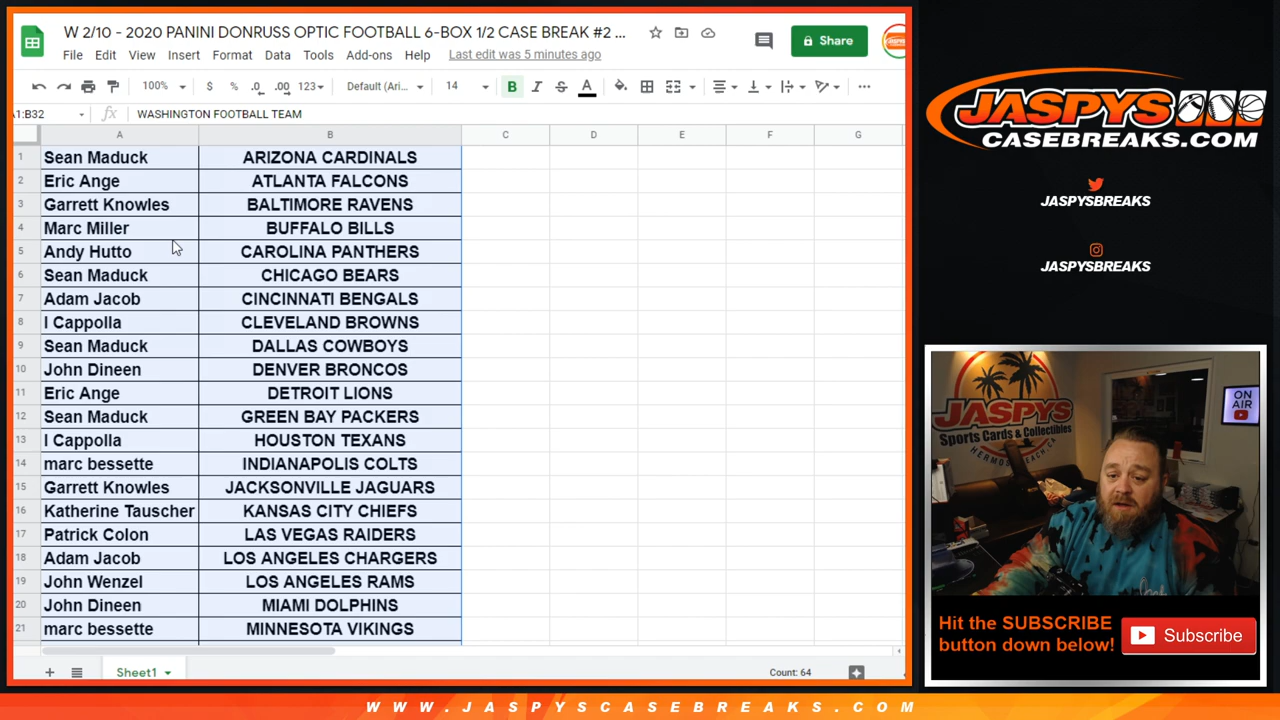 W 2/10 - 2020 PANINI DONRUSS OPTIC FOOTBALL 6-BOX 1/2 CASE BREAK #2 ...
Share
File Edit View Insert Format Data Tools Add-ons Help Last edit was 5 minutes ago
100% $ % .0 .00 123 Default (Ari... 14 B I S A
A1:B32 fx WASHINGTON FOOTBALL TEAM
A B C D E F G
1 Sean Maduck ARIZONA CARDINALS
2 Eric Ange ATLANTA FALCONS
3 Garrett Knowles BALTIMORE RAVENS
4 Marc Miller BUFFALO BILLS
5 Andy Hutto CAROLINA PANTHERS
6 Sean Maduck CHICAGO BEARS
7 Adam Jacob CINCINNATI BENGALS
8 I Cappolla CLEVELAND BROWNS
9 Sean Maduck DALLAS COWBOYS
10 John Dineen DENVER BRONCOS
11 Eric Ange DETROIT LIONS
12 Sean Maduck GREEN BAY PACKERS
13 I Cappolla HOUSTON TEXANS
14 marc bessette INDIANAPOLIS COLTS
15 Garrett Knowles JACKSONVILLE JAGUARS
16 Katherine Tauscher KANSAS CITY CHIEFS
17 Patrick Colon LAS VEGAS RAIDERS
18 Adam Jacob LOS ANGELES CHARGERS
19 John Wenzel LOS ANGELES RAMS
20 John Dineen MIAMI DOLPHINS
21 marc bessette MINNESOTA VIKINGS
Sheet1 Count: 64
JASPYS
CASEBREAKS.COM
JASPYSBREAKS
JASPYSBREAKS
JASPYS
Sports Cards & Collectibles
HERMOSA BEACH, CA
ON
AIR
Hit the SUBSCRIBE
button down below!
Subscribe
WWW.JASPYSCASEBREAKS.COM